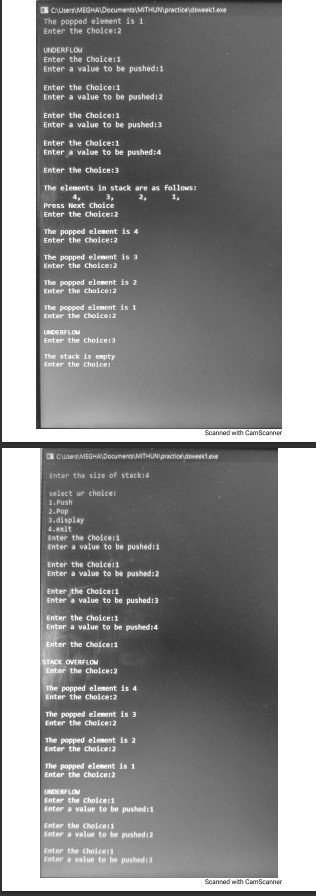 C:\Users\MEGHA\Documents\MITHUN\practice\dsweek1.exe
The popped element is 1
Enter the Choice:2
UNDERFLOW
Enter the Choice:1
Enter a value to be pushed:1
Enter the Choice:1
Enter a value to be pushed:2
Enter the Choice:1
Enter a value to be pushed:3
Enter the Choice:1
Enter a value to be pushed:4
Enter the Choice:3
The elements in stack are as follows:
4, 3, 2, 1,
Press Next Choice
Enter the Choice:2
The popped element is 4
Enter the Choice:2
The popped element is 3
Enter the Choice:2
The popped element is 2
Enter the Choice:2
The popped element is 1
Enter the Choice:2
UNDERFLOW
Enter the Choice:3
The stack is empty
Enter the Choice:
Scanned with CamScanner
C:\Users\MEGHA\Documents\MITHUN\practice\dsweek1.exe
Enter the size of stack:4
select ur choice:
1.Push
2.Pop
3.display
4.exit
Enter the Choice:1
Enter a value to be pushed:1
Enter the Choice:1
Enter a value to be pushed:2
Enter the Choice:1
Enter a value to be pushed:3
Enter the Choice:1
Enter a value to be pushed:4
Enter the Choice:1
STACK OVERFLOW
Enter the Choice:2
The popped element is 4
Enter the Choice:2
The popped element is 3
Enter the Choice:2
The popped element is 2
Enter the Choice:2
The popped element is 1
Enter the Choice:2
UNDERFLOW
Enter the Choice:1
Enter a value to be pushed:1
Enter the Choice:1
Enter a value to be pushed:2
Enter the Choice:1
Enter a value to be pushed:3
Scanned with CamScanner